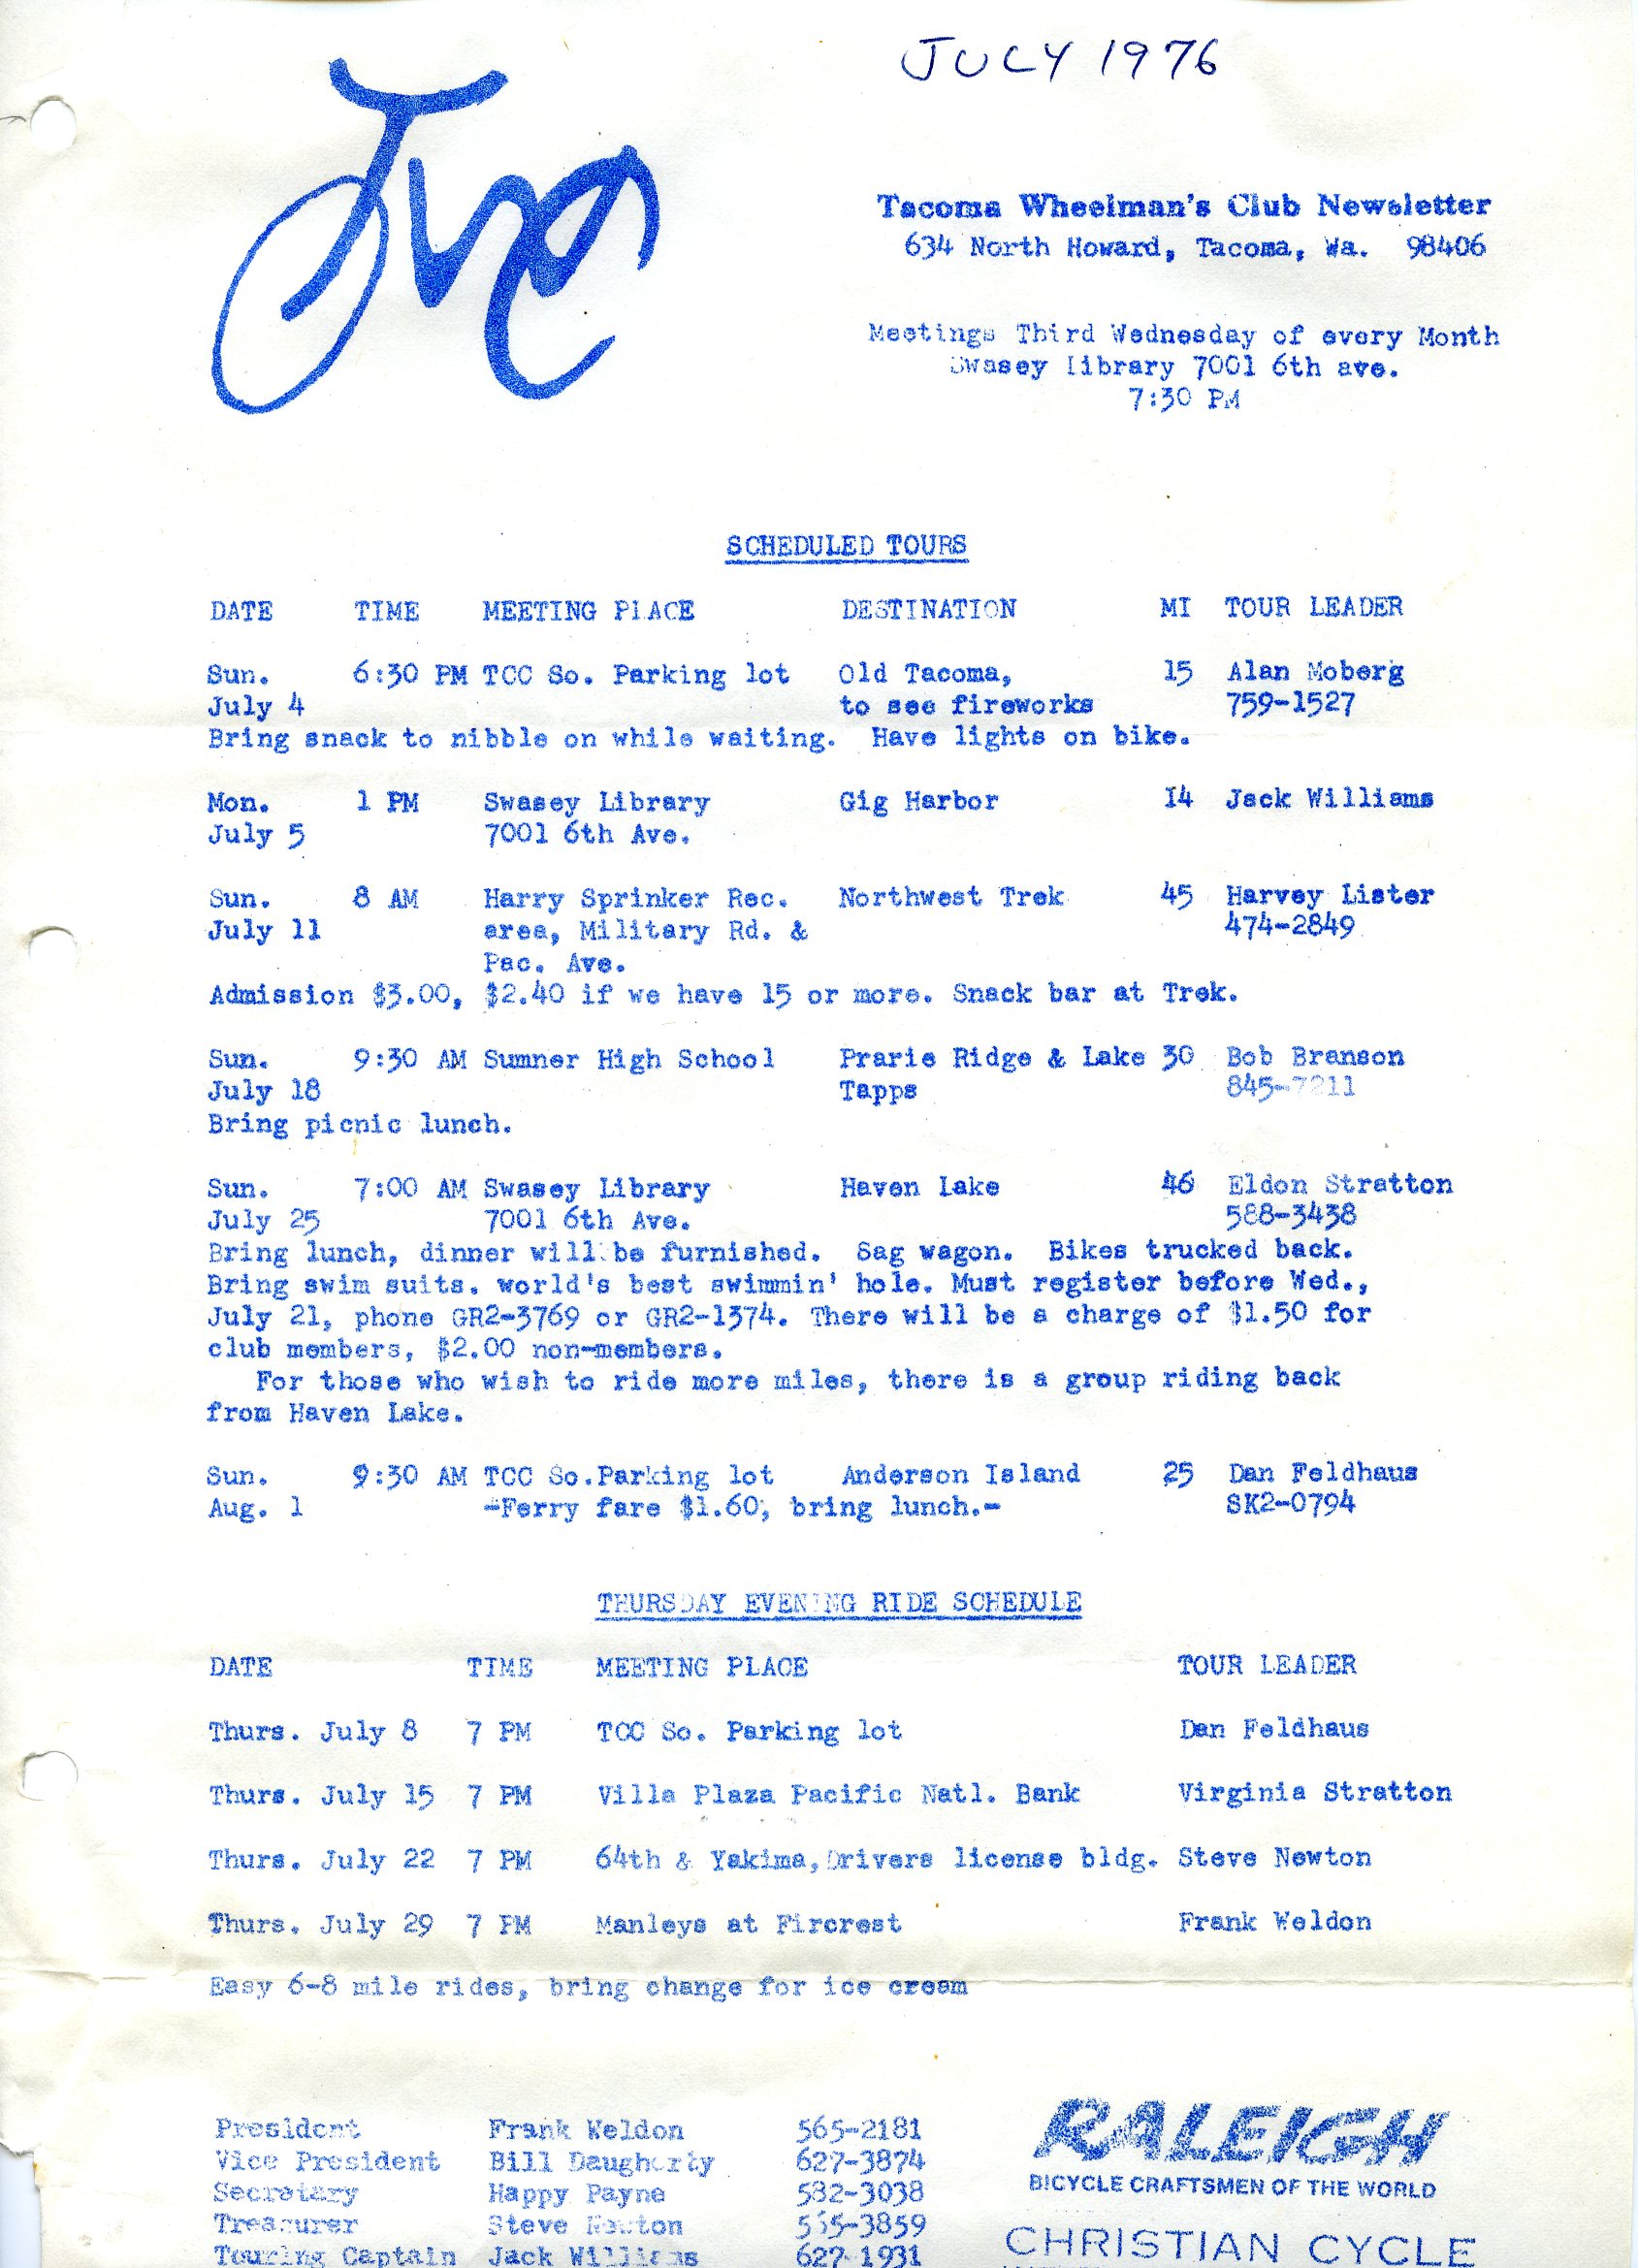 JULY 1976
TWC
Tacoma Wheelman's Club Newsletter
634 North Howard, Tacoma, Wa. 98406
Meetings Third Wednesday of every Month
Swasey Library 7001 6th ave.
7:30 PM
SCHEDULED TOURS
DATE TIME MEETING PLACE DESTINATION MI TOUR LEADER
Sun. 6:30 PM TCC So. Parking lot Old Tacoma, 15 Alan Moberg
July 4 to see fireworks 759-1527
Bring snack to nibble on while waiting. Have lights on bike.
Mon. 1 PM Swasey Library Gig Harbor 14 Jack Williams
July 5 7001 6th Ave.
Sun. 8 AM Harry Sprinker Rec. Northwest Trek 45 Harvey Lister
July 11 area, Military Rd. & 474-2849
Pac. Ave.
Admission $3.00, $2.40 if we have 15 or more. Snack bar at Trek.
Sun. 9:30 AM Sumner High School Prarie Ridge & Lake 30 Bob Branson
July 18 Tapps 845-7211
Bring picnic lunch.
Sun. 7:00 AM Swasey Library Haven Lake 46 Eldon Stratton
July 25 7001 6th Ave. 588-3438
Bring lunch, dinner will be furnished. Sag wagon. Bikes trucked back.
Bring swim suits. world's best swimmin' hole. Must register before Wed.,
July 21, phone GR2-3769 or GR2-1374. There will be a charge of $1.50 for
club members, $2.00 non-members.
For those who wish to ride more miles, there is a group riding back
from Haven Lake.
Sun. 9:30 AM TCC So.Parking lot Anderson Island 25 Dan Feldhaus
Aug. 1 -Ferry fare $1.60, bring lunch.- SK2-0794
THURSDAY EVENING RIDE SCHEDULE
DATE TIME MEETING PLACE TOUR LEADER
Thurs. July 8 7 PM TCC So. Parking lot Dan Feldhaus
Thurs. July 15 7 PM Villa Plaza Pacific Natl. Bank Virginia Stratton
Thurs. July 22 7 PM 64th & Yakima,Drivers license bldg. Steve Newton
Thurs. July 29 7 PM Manleys at Fircrest Frank Weldon
Easy 6-8 mile rides, bring change for ice cream
President Frank Weldon 565-2181
Vice President Bill Daugherty 627-3874
Secretary Happy Payne 582-3038
Treasurer Steve Newton
Touring Captain Jack Williams 627-1931
RALEIGH
BICYCLE CRAFTSMEN OF THE WORLD
CHRISTIAN CYCLE